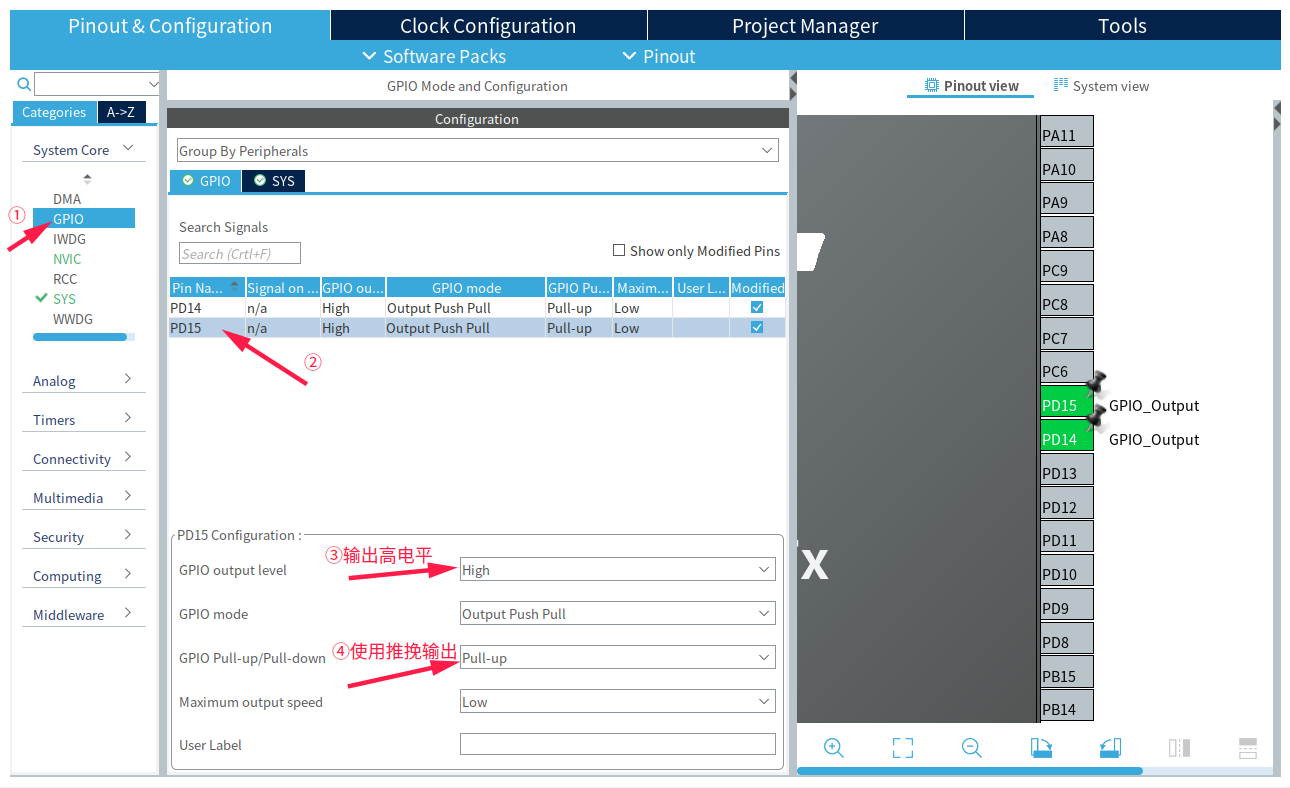 Pinout & Configuration
Clock Configuration
Project Manager
Tools
Software Packs
Pinout
GPIO Mode and Configuration
Pinout view
System view
Categories
A->Z
Configuration
System Core
Group By Peripherals
GPIO
SYS
DMA
①
GPIO
IWDG
NVIC
RCC
SYS
WWDG
Analog
Timers
Connectivity
Multimedia
Security
Computing
Middleware
Search Signals
Search (Crtl+F)
Show only Modified Pins
Pin Na... Signal on ... GPIO ou... GPIO mode GPIO Pu... Maxim... User L... Modified
PD14 n/a High Output Push Pull Pull-up Low
PD15 n/a High Output Push Pull Pull-up Low
②
PD15 Configuration :
③输出高电平
GPIO output level High
GPIO mode Output Push Pull
④使用推挽输出
GPIO Pull-up/Pull-down Pull-up
Maximum output speed Low
User Label
PA11
PA10
PA9
PA8
PC9
PC8
PC7
PC6
PD15 GPIO_Output
PD14 GPIO_Output
PD13
PD12
PD11
PD10
PD9
PD8
PB15
PB14